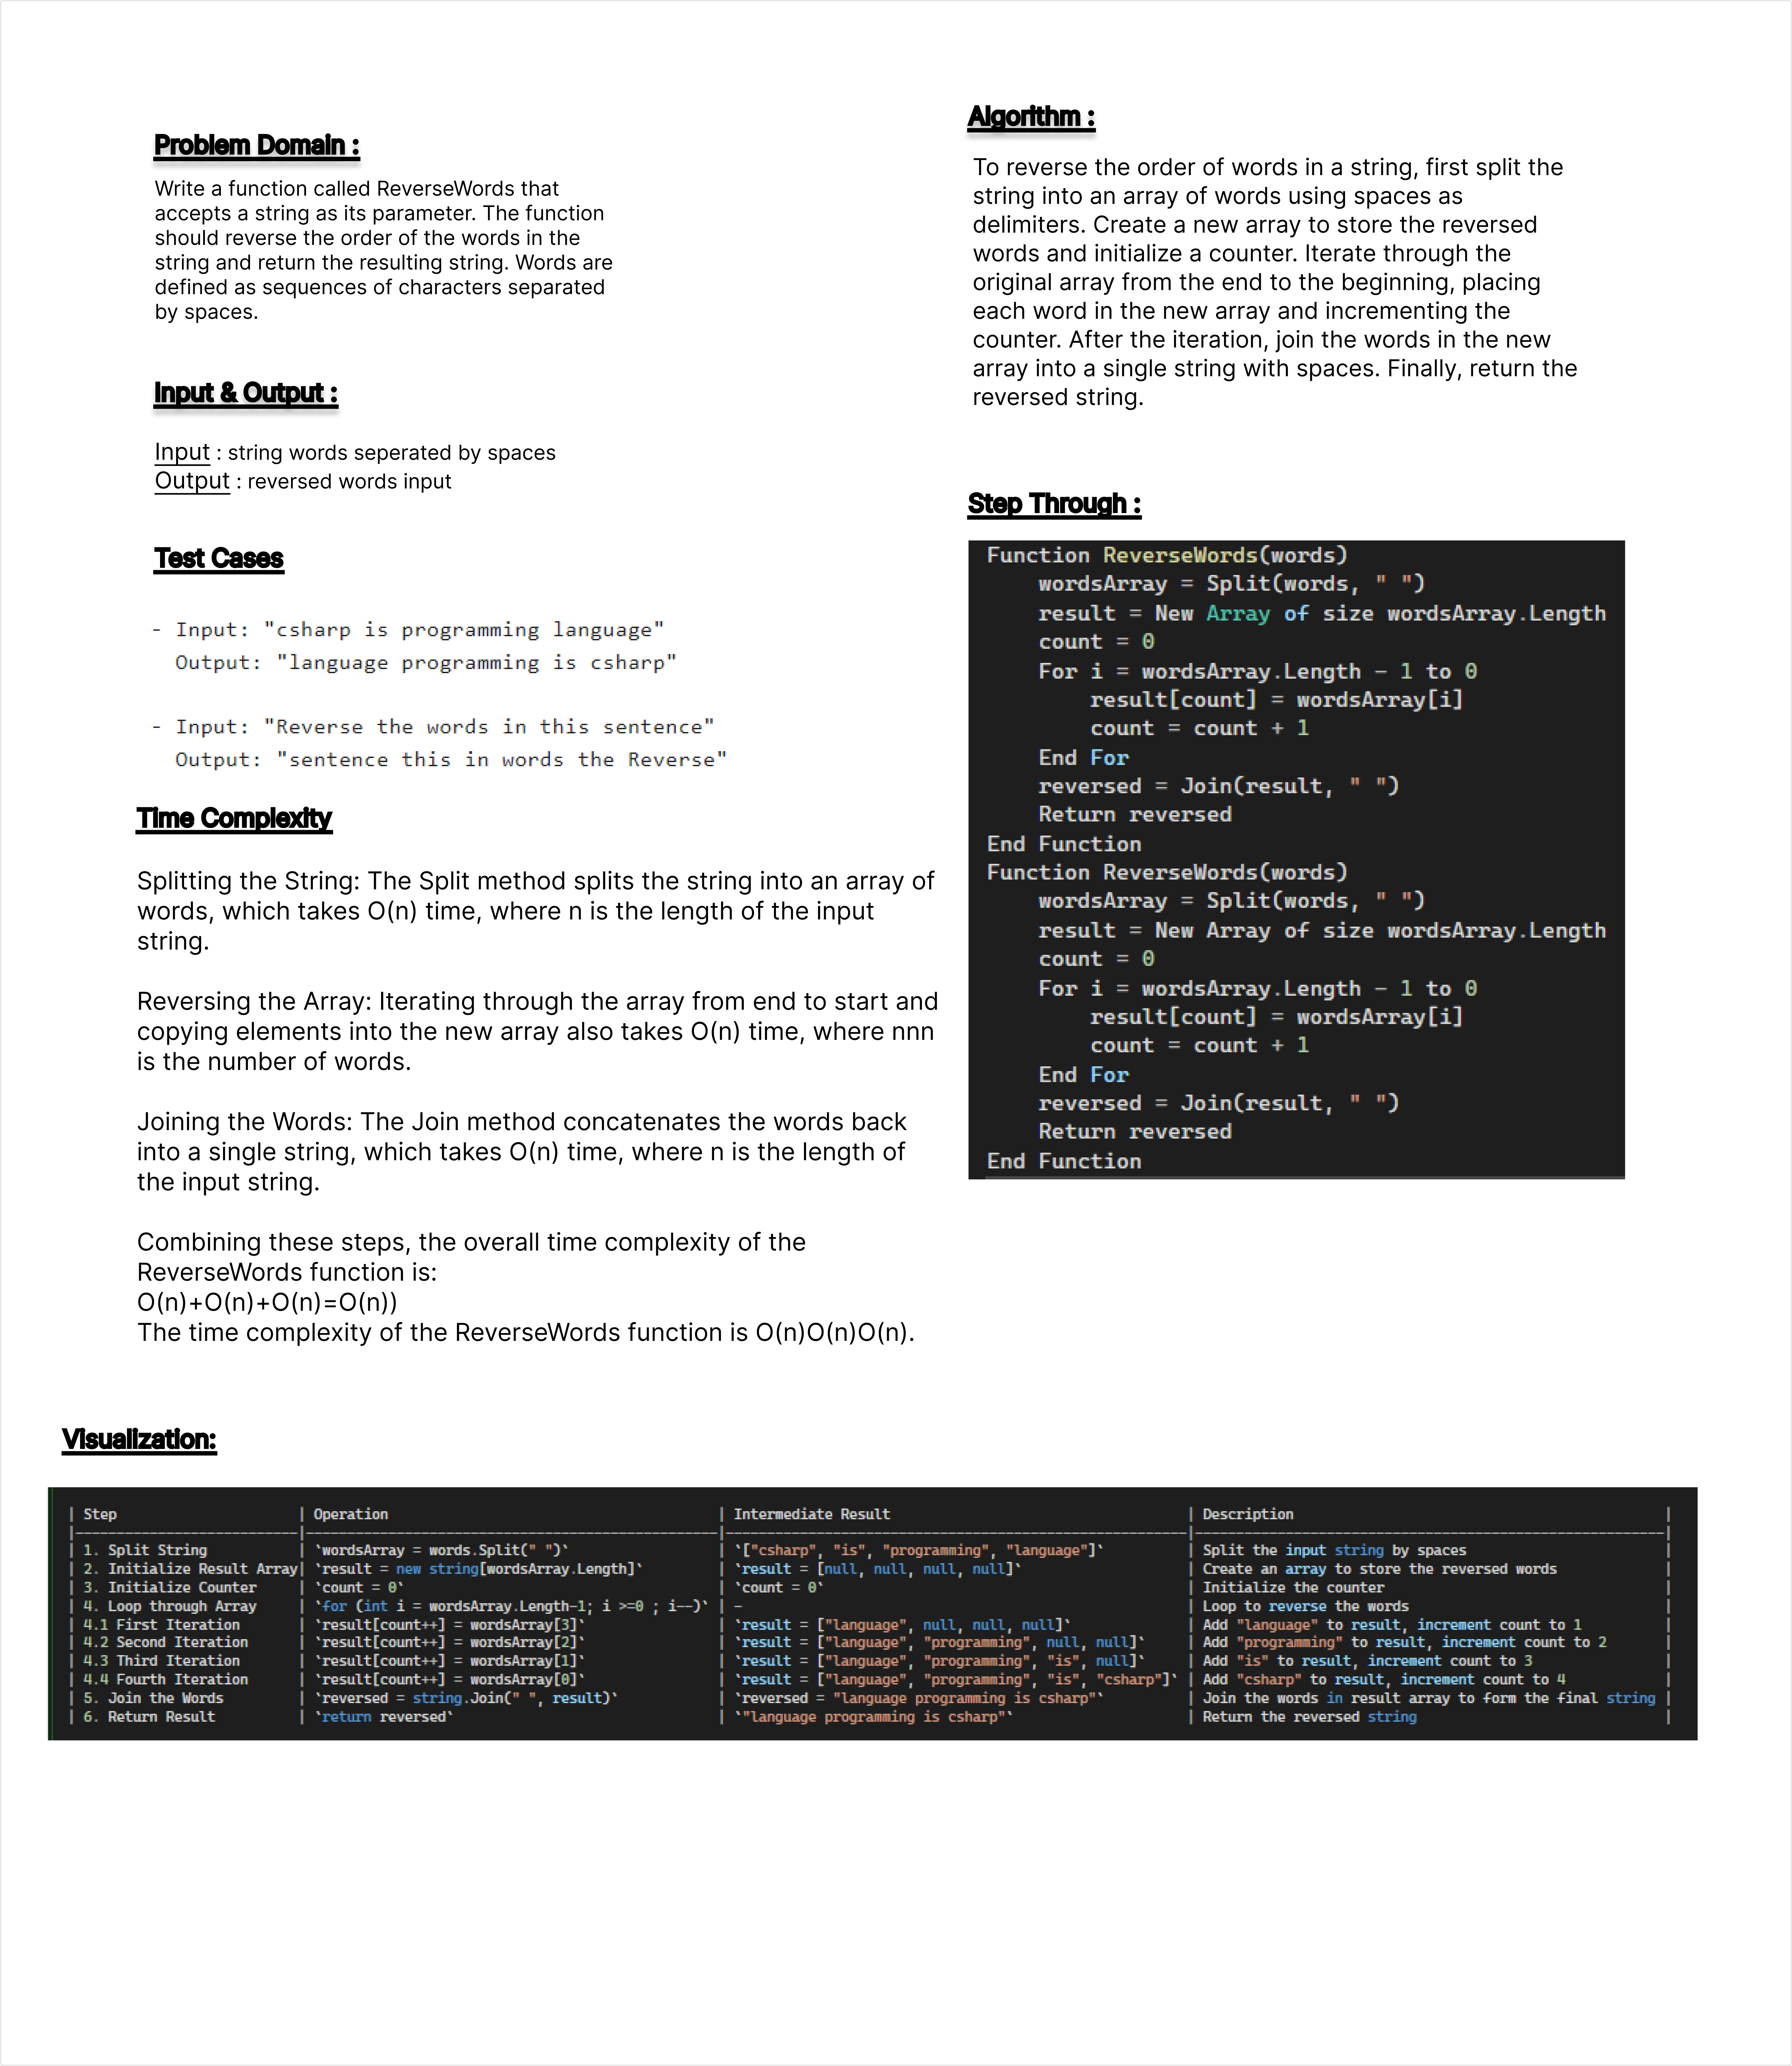 Problem Domain :
Write a function called ReverseWords that
accepts a string as its parameter. The function
should reverse the order of the words in the
string and return the resulting string. Words are
defined as sequences of characters separated
by spaces.
Input & Output :
Input : string words seperated by spaces
Output : reversed words input
Test Cases
- Input: "csharp is programming language"
Output: "language programming is csharp"
- Input: "Reverse the words in this sentence"
Output: "sentence this in words the Reverse"
Time Complexity
Splitting the String: The Split method splits the string into an array of
words, which takes O(n) time, where n is the length of the input
string.
Reversing the Array: Iterating through the array from end to start and
copying elements into the new array also takes O(n) time, where nnn
is the number of words.
Joining the Words: The Join method concatenates the words back
into a single string, which takes O(n) time, where n is the length of
the input string.
Combining these steps, the overall time complexity of the
ReverseWords function is:
O(n)+O(n)+O(n)=O(n))
The time complexity of the ReverseWords function is O(n)O(n)O(n).
Algorithm :
To reverse the order of words in a string, first split the
string into an array of words using spaces as
delimiters. Create a new array to store the reversed
words and initialize a counter. Iterate through the
original array from the end to the beginning, placing
each word in the new array and incrementing the
counter. After the iteration, join the words in the new
array into a single string with spaces. Finally, return the
reversed string.
Step Through :
Function ReverseWords(words)
wordsArray = Split(words, " ")
result = New Array of size wordsArray.Length
count = 0
For i = wordsArray.Length - 1 to 0
result[count] = wordsArray[i]
count = count + 1
End For
reversed = Join(result, " ")
Return reversed
End Function
Function ReverseWords(words)
wordsArray = Split(words, " ")
result = New Array of size wordsArray.Length
count = 0
For i = wordsArray.Length - 1 to 0
result[count] = wordsArray[i]
count = count + 1
End For
reversed = Join(result, " ")
Return reversed
End Function
Visualization:
| Step | Operation | Intermediate Result | Description |
| 1. Split String | `wordsArray = words.Split(" ")` | `["csharp", "is", "programming", "language"]` | Split the input string by spaces |
| 2. Initialize Result Array| `result = new string[wordsArray.Length]` | `result = [null, null, null, null]` | Create an array to store the reversed words |
| 3. Initialize Counter | `count = 0` | `count = 0` | Initialize the counter |
| 4. Loop through Array | `for (int i = wordsArray.Length-1; i >=0 ; i--)` | - | Loop to reverse the words |
| 4.1 First Iteration | `result[count++] = wordsArray[3]` | `result = ["language", null, null, null]` | Add "language" to result, increment count to 1 |
| 4.2 Second Iteration | `result[count++] = wordsArray[2]` | `result = ["language", "programming", null, null]` | Add "programming" to result, increment count to 2 |
| 4.3 Third Iteration | `result[count++] = wordsArray[1]` | `result = ["language", "programming", "is", null]` | Add "is" to result, increment count to 3 |
| 4.4 Fourth Iteration | `result[count++] = wordsArray[0]` | `result = ["language", "programming", "is", "csharp"]` | Add "csharp" to result, increment count to 4 |
| 5. Join the Words | `reversed = string.Join(" ", result)` | `reversed = "language programming is csharp"` | Join the words in result array to form the final string |
| 6. Return Result | `return reversed` | `"language programming is csharp"` | Return the reversed string |